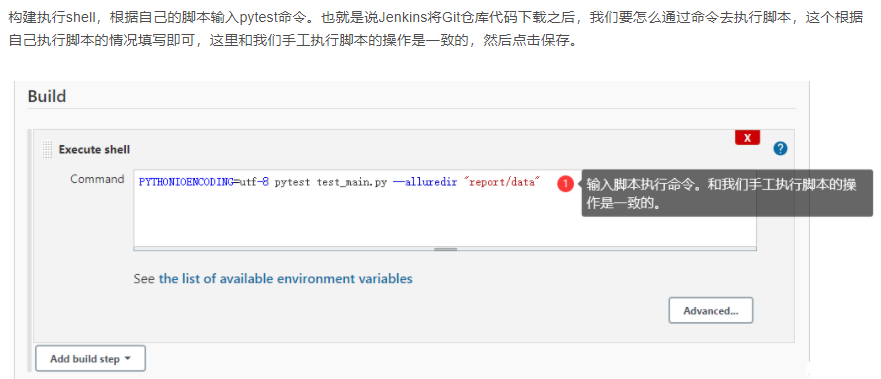 构建执行shell，根据自己的脚本输入pytest命令。也就是说Jenkins将Git仓库代码下载之后，我们要怎么通过命令去执行脚本，这个根据
自己执行脚本的情况填写即可，这里和我们手工执行脚本的操作是一致的，然后点击保存。
Build
Execute shell
X
?
Command
PYTHONIOENCODING=utf-8 pytest test_main.py --alluredir "report/data"
1
输入脚本执行命令。和我们手工执行脚本的操
作是一致的。
See the list of available environment variables
Advanced...
Add build step